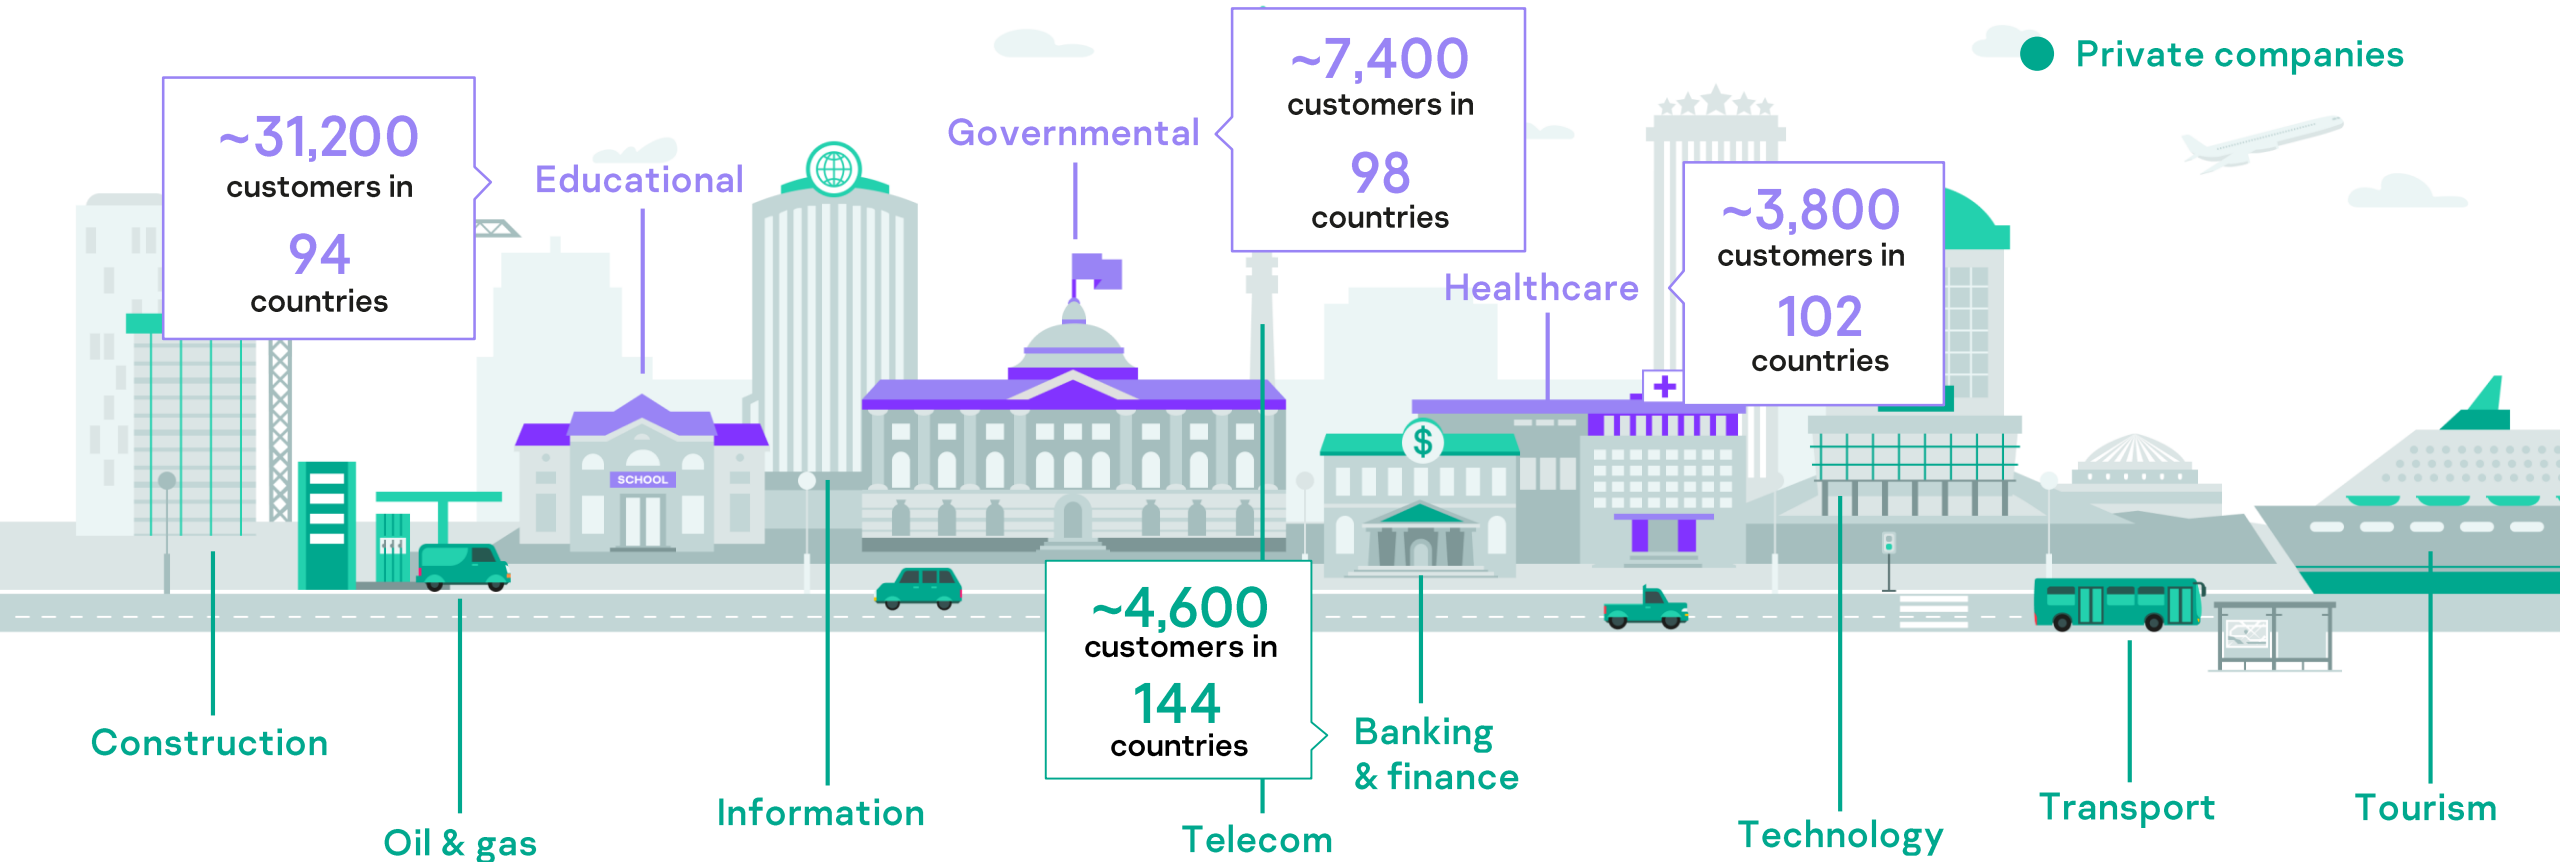 Private companies
~31,200
customers in
94
countries
Educational
Governmental
~7,400
customers in
98
countries
Healthcare
~3,800
customers in
102
countries
SCHOOL
$
~4,600
customers in
144
countries
Banking
& finance
Construction
Oil & gas
Information
Telecom
Technology
Transport
Tourism